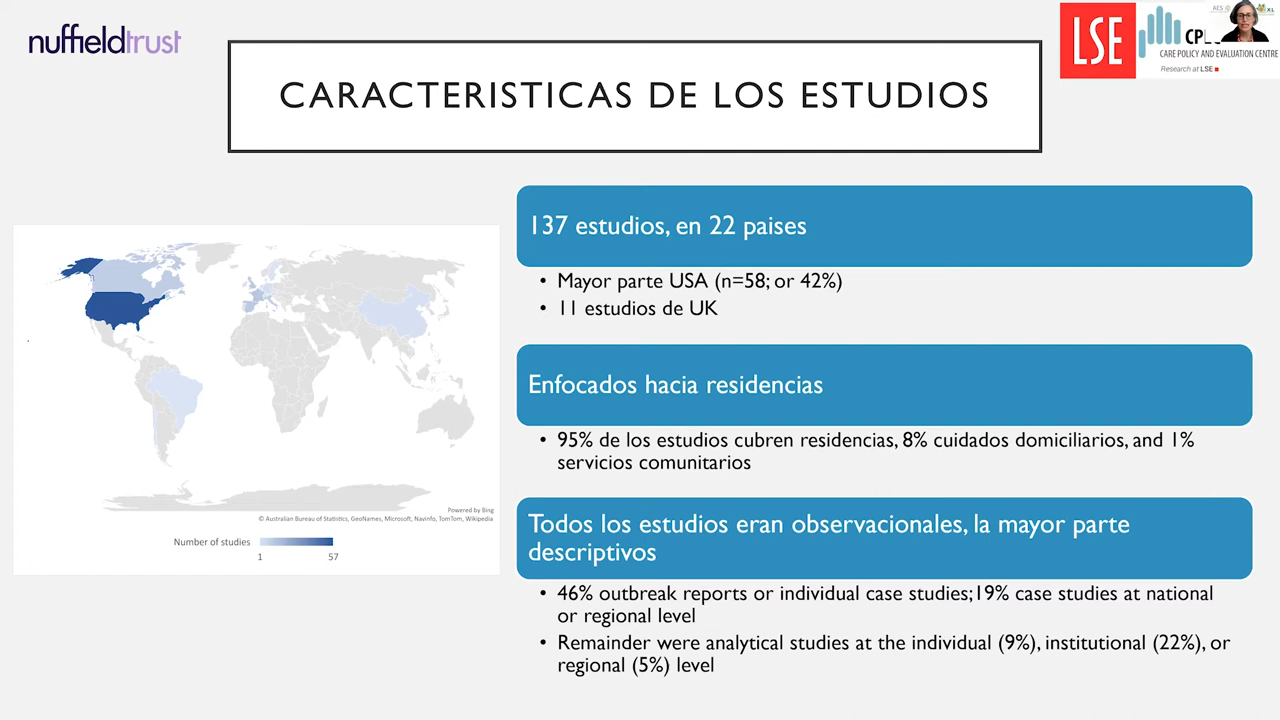 nuffieldtrust
LSE
CARE POLICY AND EVALUATION CENTRE
Research at LSE
CARACTERISTICAS DE LOS ESTUDIOS
137 estudios, en 22 paises
• Mayor parte USA (n=58; or 42%)
• 11 estudios de UK
Enfocados hacia residencias
• 95% de los estudios cubren residencias, 8% cuidados domiciliarios, and 1%
servicios comunitarios
Todos los estudios eran observacionales, la mayor parte
descriptivos
• 46% outbreak reports or individual case studies;19% case studies at national
or regional level
• Remainder were analytical studies at the individual (9%), institutional (22%), or
regional (5%) level
Powered by Bing
© Australian Bureau of Statistics, GeoNames, Microsoft, Navinfo, TomTom, Wikipedia
Number of studies
1
57